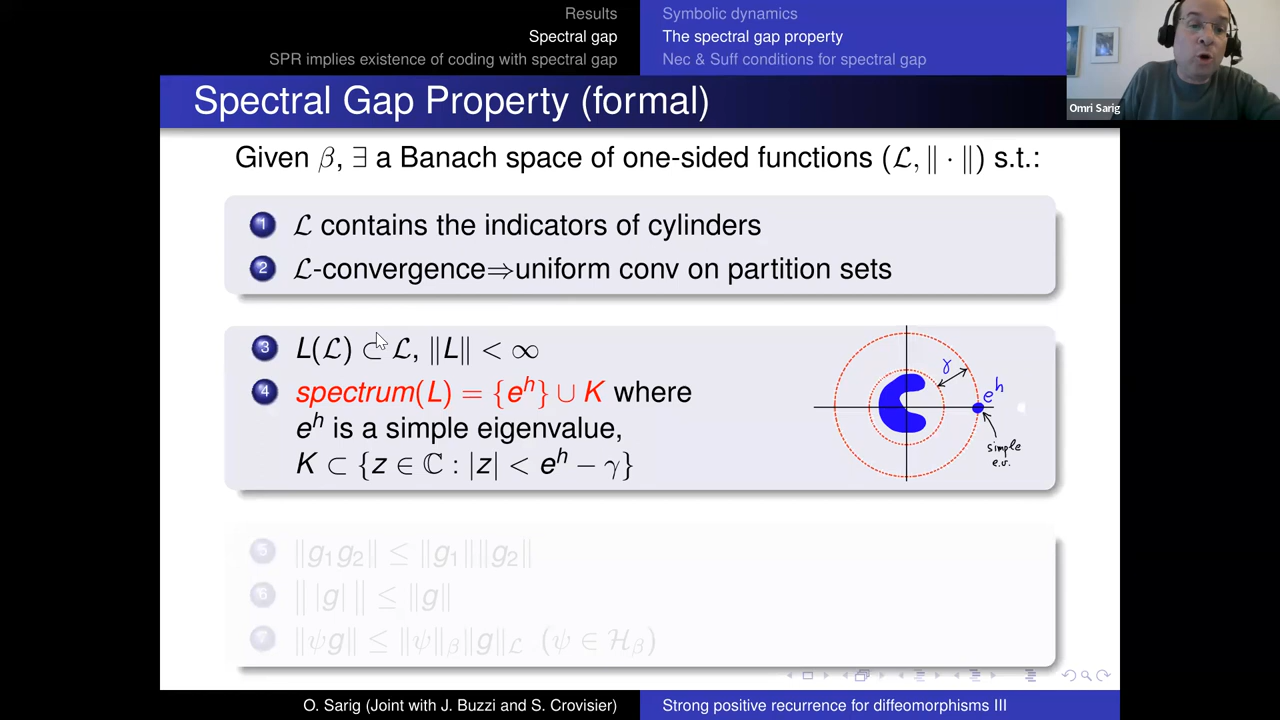 Results
Spectral gap
SPR implies existence of coding with spectral gap
Symbolic dynamics
The spectral gap property
Nec & Suff conditions for spectral gap
Omri Sarig
Spectral Gap Property (formal)
Given β, ∃ a Banach space of one-sided functions (ℒ, ‖ · ‖) s.t.:
1 ℒ contains the indicators of cylinders
2 ℒ-convergence⇒uniform conv on partition sets
3 L(ℒ) ⊂ ℒ, ‖L‖ < ∞
4 spectrum(L) = {e^h} ∪ K where
e^h is a simple eigenvalue,
K ⊂ {z ∈ ℂ : |z| < e^h − γ}
γ
e^h
simple
e.v.
5 ‖g₁g₂‖ ≤ ‖g₁‖‖g₂‖
6 ‖ |g| ‖ ≤ ‖g‖
7 ‖ψg‖ ≤ ‖ψ‖_β‖g‖_ℒ (ψ ∈ ℋ_β)
O. Sarig (Joint with J. Buzzi and S. Crovisier)
Strong positive recurrence for diffeomorphisms III